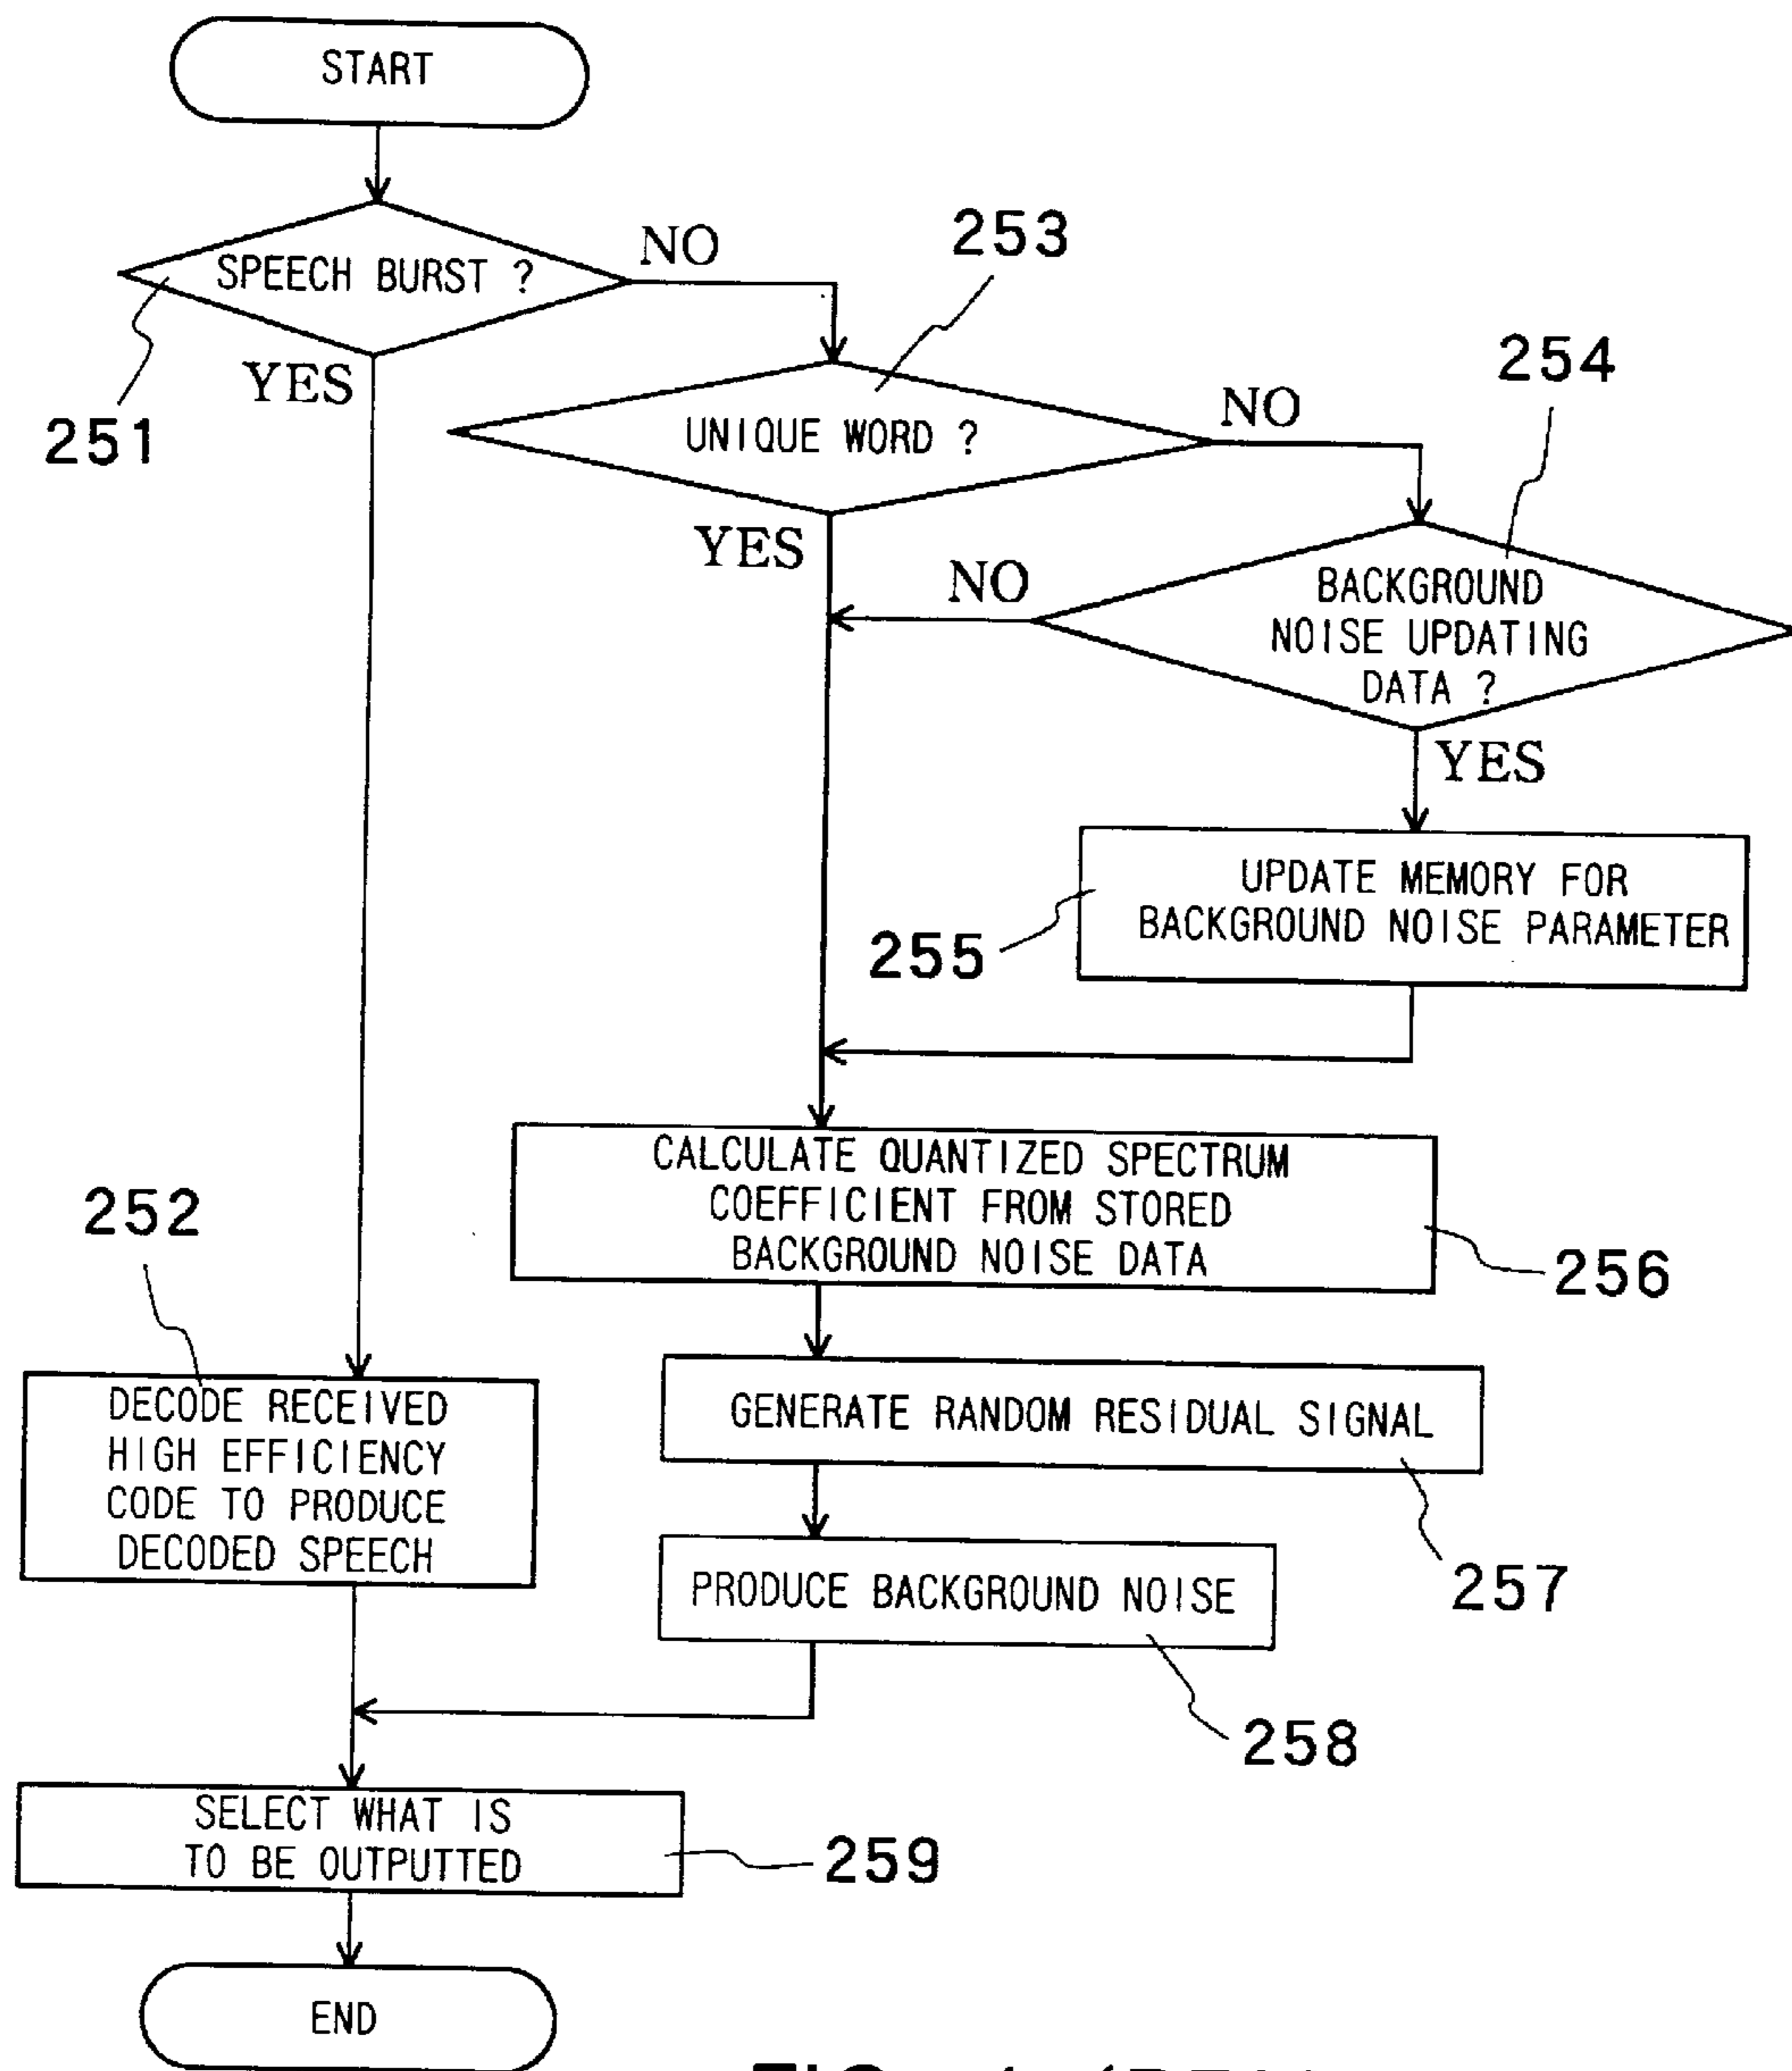 START
SPEECH BURST ?
NO
253
251
YES
UNIQUE WORD ?
NO
254
YES
NO
BACKGROUND
NOISE UPDATING
DATA ?
YES
UPDATE MEMORY FOR
BACKGROUND NOISE PARAMETER
255
CALCULATE QUANTIZED SPECTRUM
COEFFICIENT FROM STORED
BACKGROUND NOISE DATA
256
252
DECODE RECEIVED
HIGH EFFICIENCY
CODE TO PRODUCE
DECODED SPEECH
GENERATE RANDOM RESIDUAL SIGNAL
257
PRODUCE BACKGROUND NOISE
258
SELECT WHAT IS
TO BE OUTPUTTED
259
END